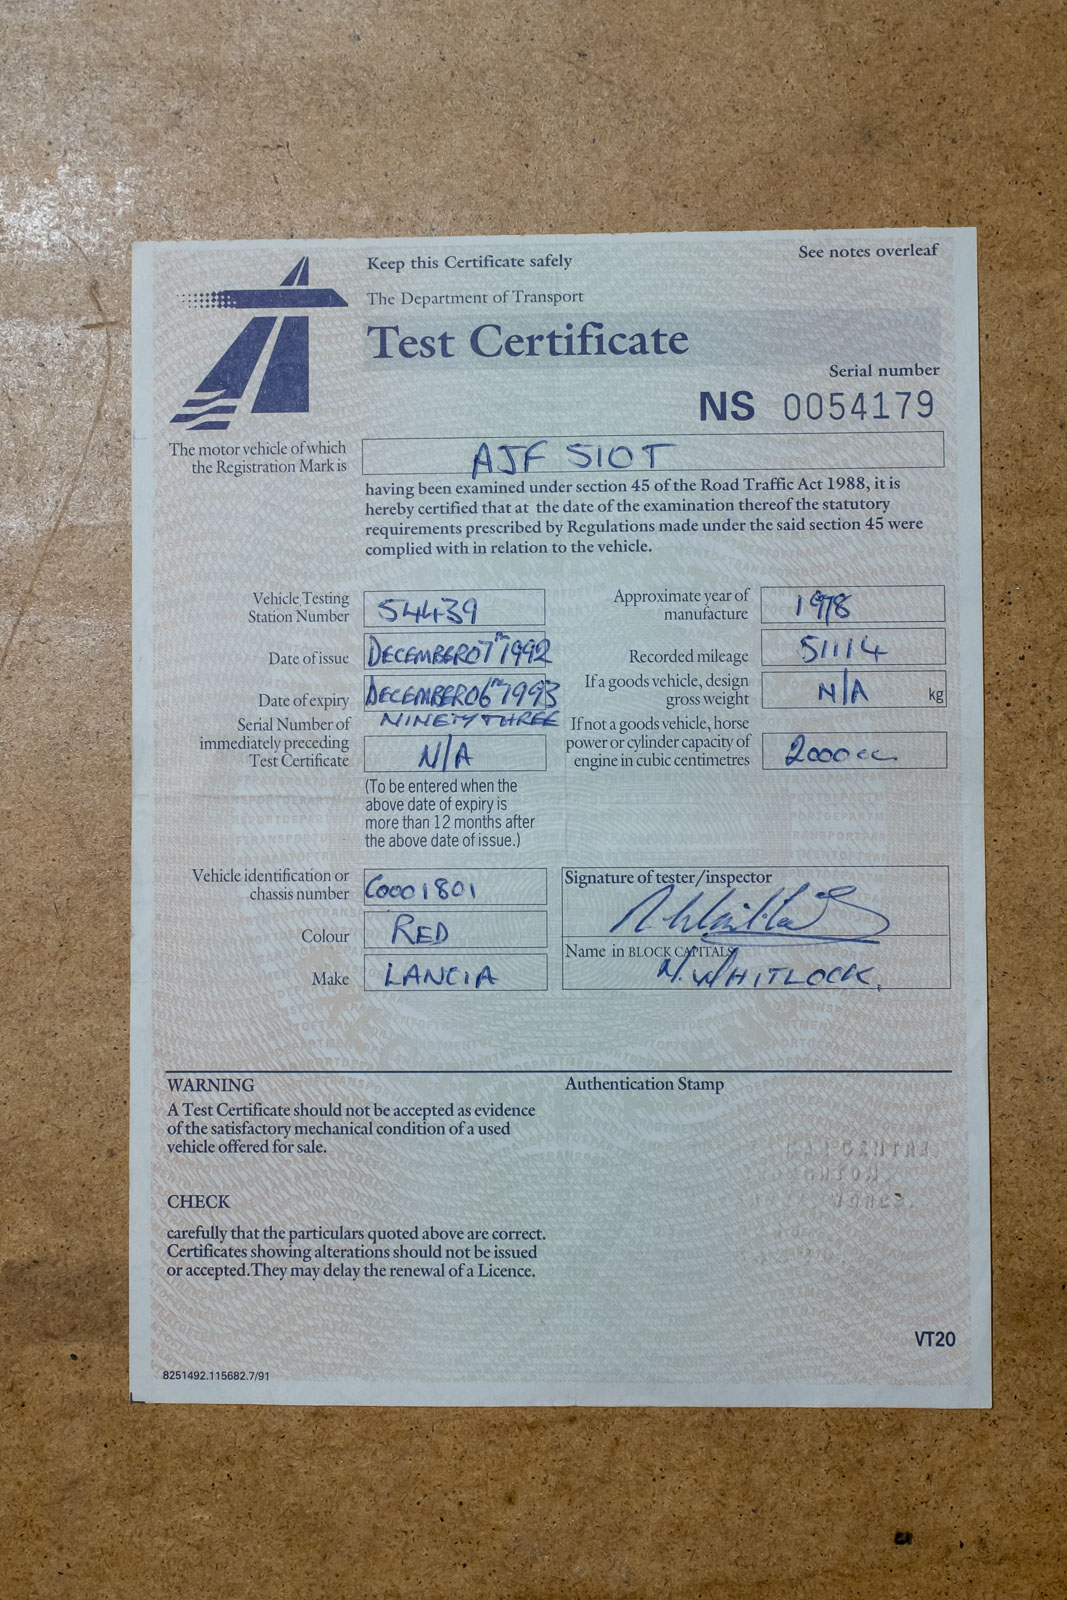 See notes overleaf
Keep this Certificate safely
The Department of Transport
Test Certificate
Serial number
NS 0054179
The motor vehicle of which
the Registration Mark is
AJF 510T
having been examined under section 45 of the Road Traffic Act 1988, it is
hereby certified that at the date of the examination thereof the statutory
requirements prescribed by Regulations made under the said section 45 were
complied with in relation to the vehicle.
Vehicle Testing
Station Number
54439
Approximate year of
manufacture
1978
Date of issue
DECEMBER 07th 1992
Recorded mileage
51114
Date of expiry
DECEMBER 06th 1993
NINETY THREE
If a goods vehicle, design
gross weight
N/A
kg
Serial Number of
immediately preceding
Test Certificate
N/A
If not a goods vehicle, horse
power or cylinder capacity of
engine in cubic centimetres
2000cc
(To be entered when the
above date of expiry is
more than 12 months after
the above date of issue.)
Vehicle identification or
chassis number
C0001801
Colour
RED
Make
LANCIA
Signature of tester/inspector
Name in BLOCK CAPITALS
N. WHITLOCK.
WARNING
A Test Certificate should not be accepted as evidence
of the satisfactory mechanical condition of a used
vehicle offered for sale.
Authentication Stamp
CHECK
carefully that the particulars quoted above are correct.
Certificates showing alterations should not be issued
or accepted.They may delay the renewal of a Licence.
VT20
8251492.115682.7/91